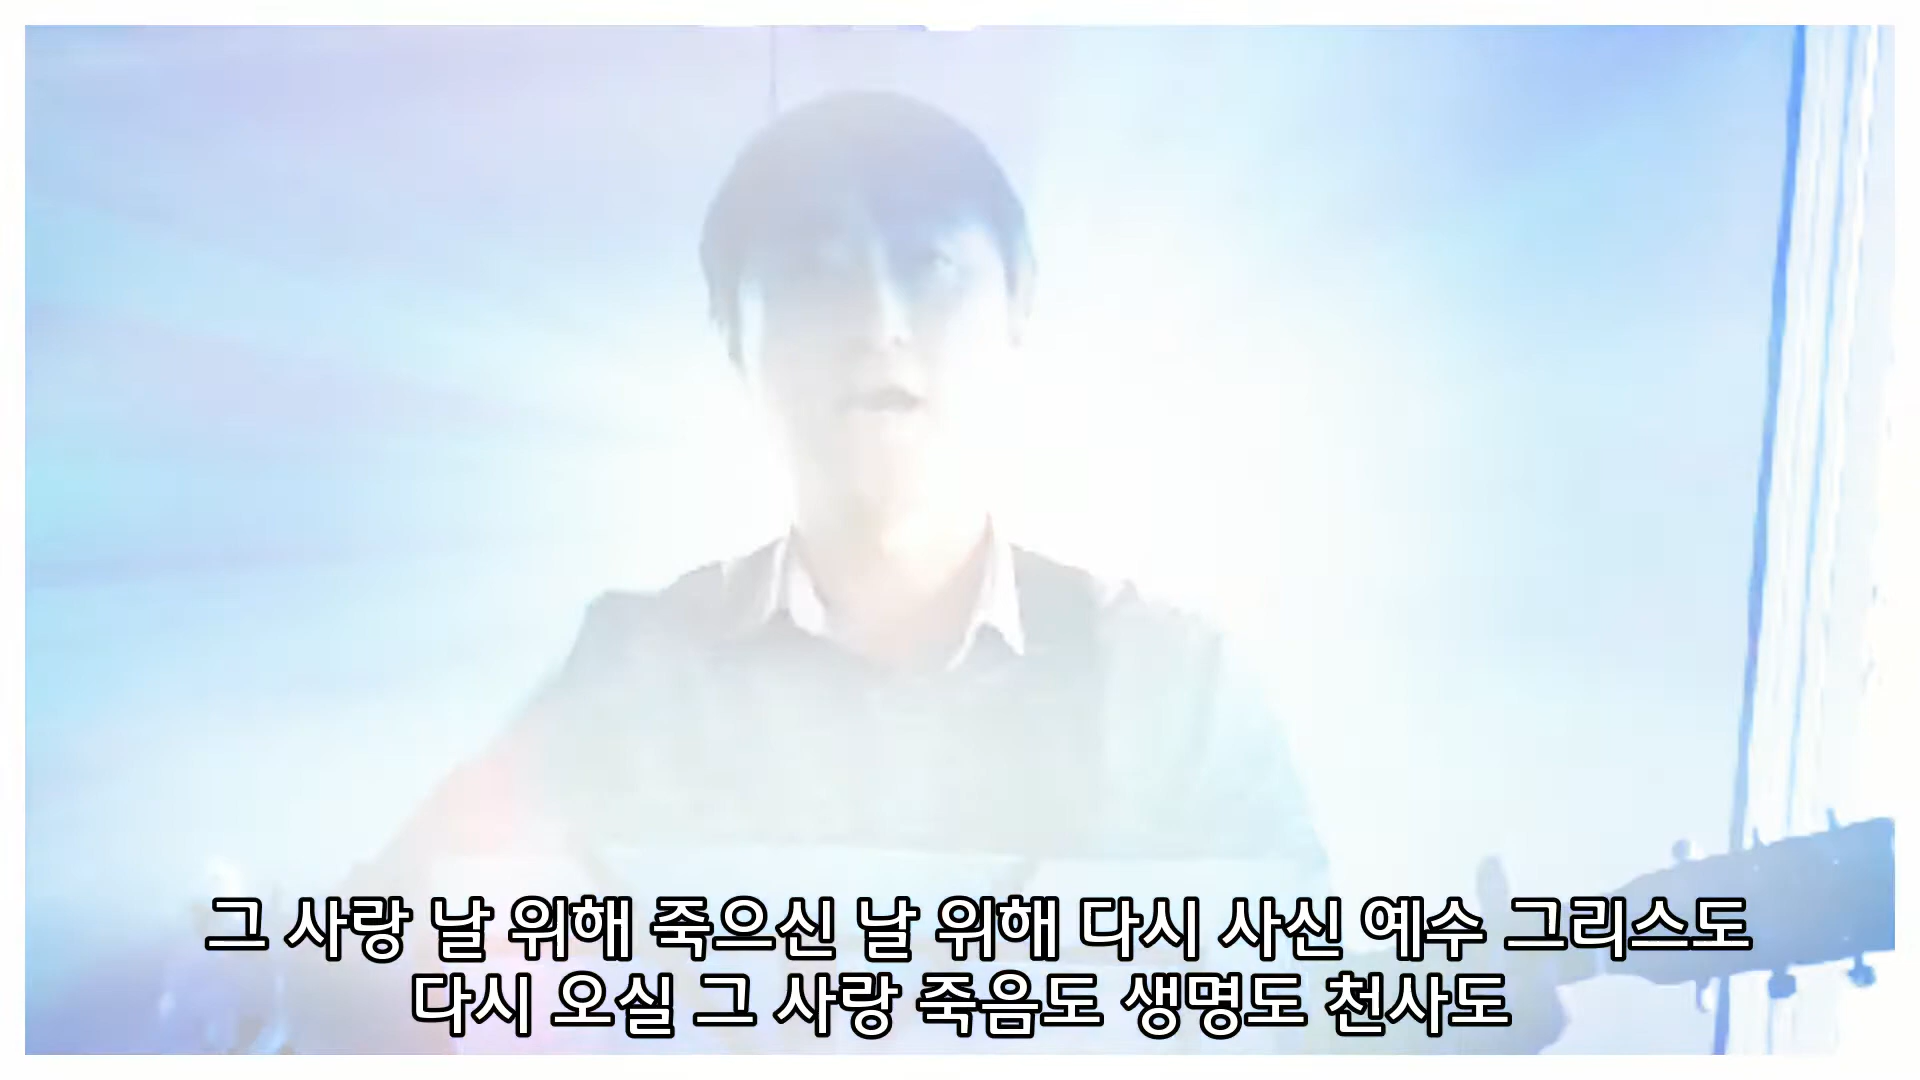 그 사랑 날 위해 죽으신 날 위해 다시 사신 예수 그리스도
다시 오실 그 사랑 죽음도 생명도 천사도